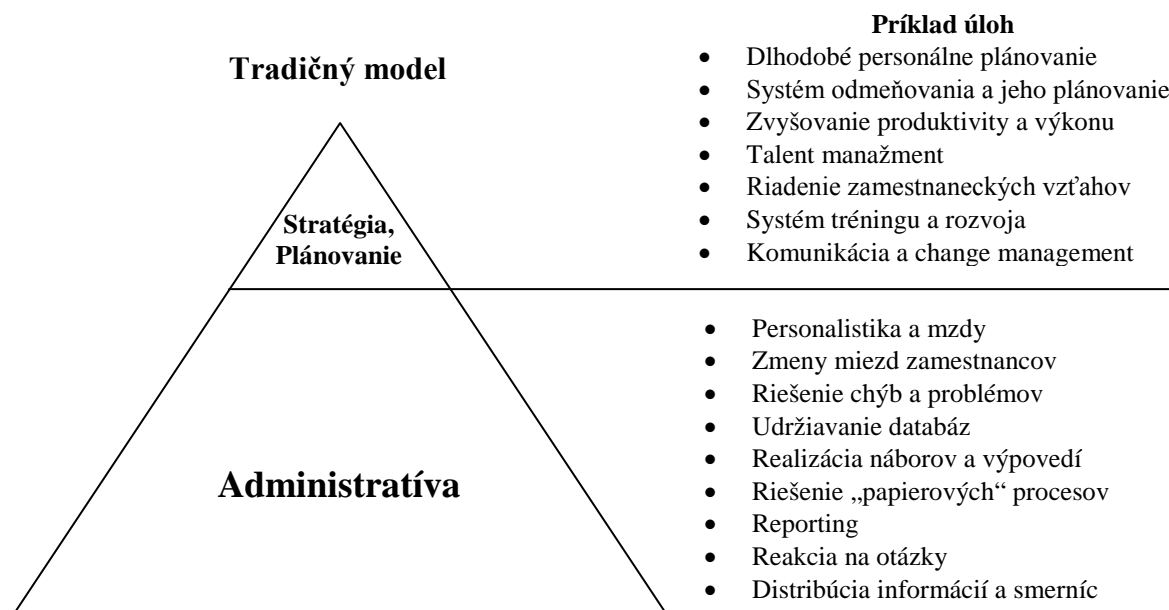 Tradičný model
Stratégia,
Plánovanie
Administratíva
Príklad úloh
• Dlhodobé personálne plánovanie
• Systém odmeňovania a jeho plánovanie
• Zvyšovanie produktivity a výkonu
• Talent manažment
• Riadenie zamestnaneckých vzťahov
• Systém tréningu a rozvoja
• Komunikácia a change management
• Personalistika a mzdy
• Zmeny miezd zamestnancov
• Riešenie chýb a problémov
• Udržiavanie databáz
• Realizácia náborov a výpovedí
• Riešenie „papierových“ procesov
• Reporting
• Reakcia na otázky
• Distribúcia informácií a smerníc